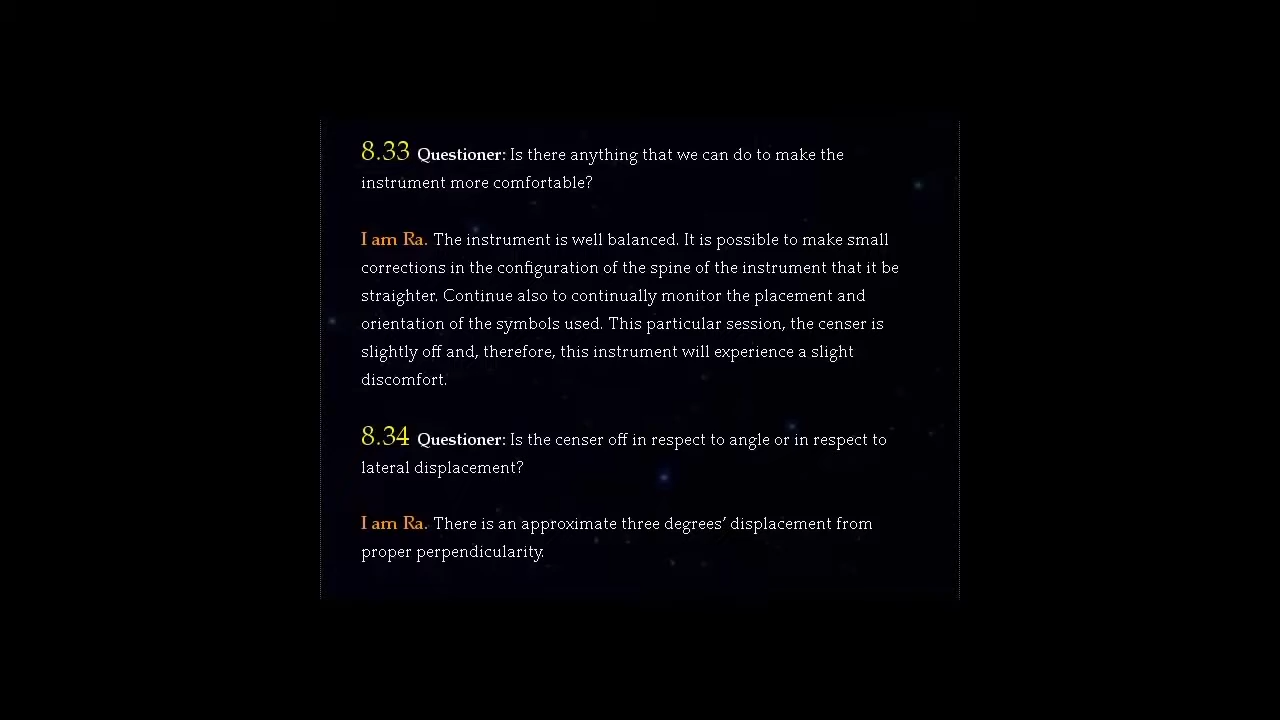 8.33 Questioner: Is there anything that we can do to make the
instrument more comfortable?
I am Ra. The instrument is well balanced. It is possible to make small
corrections in the configuration of the spine of the instrument that it be
straighter. Continue also to continually monitor the placement and
orientation of the symbols used. This particular session, the censer is
slightly off and, therefore, this instrument will experience a slight
discomfort.
8.34 Questioner: Is the censer off in respect to angle or in respect to
lateral displacement?
I am Ra. There is an approximate three degrees’ displacement from
proper perpendicularity.